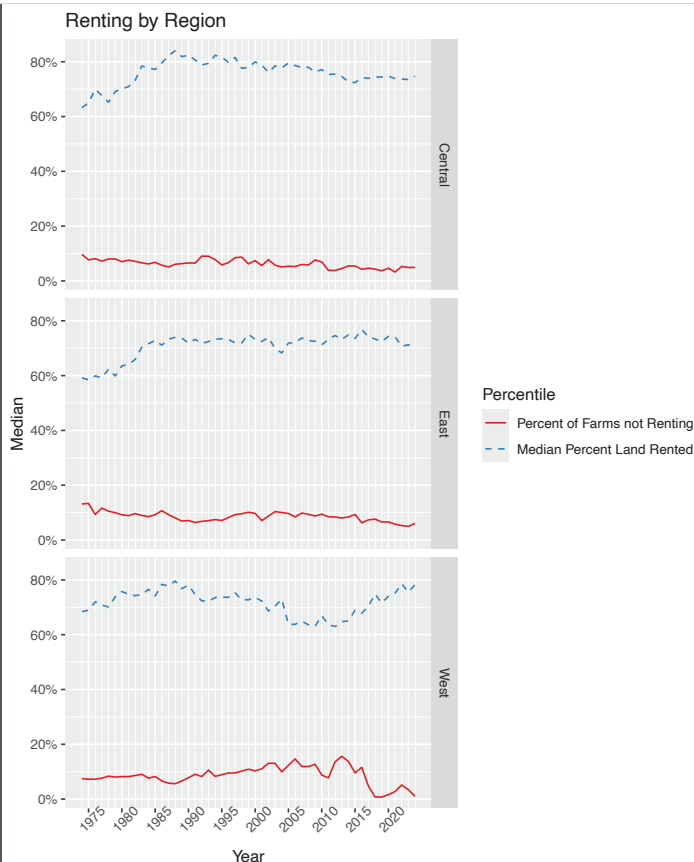 Renting by Region
80%
60%
40%
20%
0%
Central
80%
60%
40%
20%
0%
East
80%
60%
40%
20%
0%
West
Median
1975 1980 1985 1990 1995 2000 2005 2010 2015 2020
Year
Percentile
Percent of Farms not Renting
Median Percent Land Rented